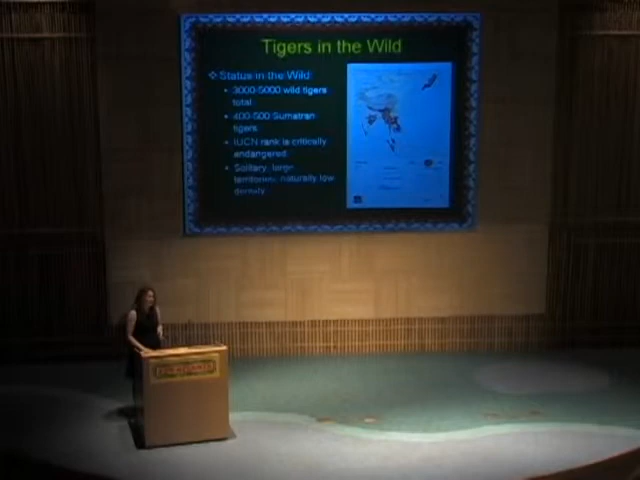 Tigers in the Wild
Status in the Wild:
• 3000-5000 wild tigers
total
• 400-500 Sumatran
tigers
• IUCN rank is critically
endangered
• Solitary, large
territories, naturally low
density